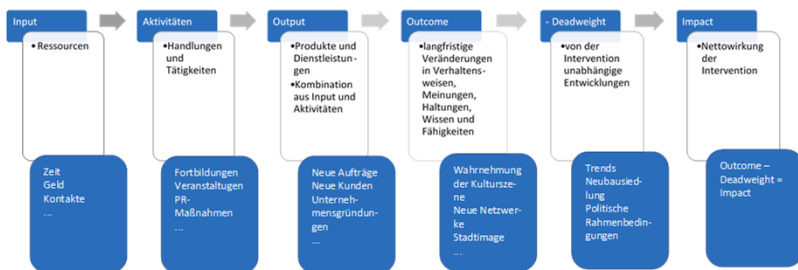 Input
•Ressourcen
Zeit
Geld
Kontakte
...
Aktivitäten
•Handlungen
und
Tätigkeiten
Fortbildungen
Veranstaltugen
PR-
Maßnahmen
...
Output
•Produkte und
Dienstleistun-
gen
•Kombination
aus Input und
Aktivitäten
Neue Aufträge
Neue Kunden
Unterneh-
mensgründun-
gen
...
Outcome
•langfristige
Veränderungen
in Verhaltens-
weisen,
Meinungen,
Haltungen,
Wissen und
Fähigkeiten
Wahrnehmung
der Kulturसze-
ne
Neue Netzwer-
ke
Stadtimage
...
- Deadweight
•von der
Intervention
unabhängige
Entwicklungen
Trends
Neubausied-
lung
Politische
Rahmenbedin-
gungen
Impact
•Nettowirkung
der
Intervention
Outcome –
Deadweight =
Impact